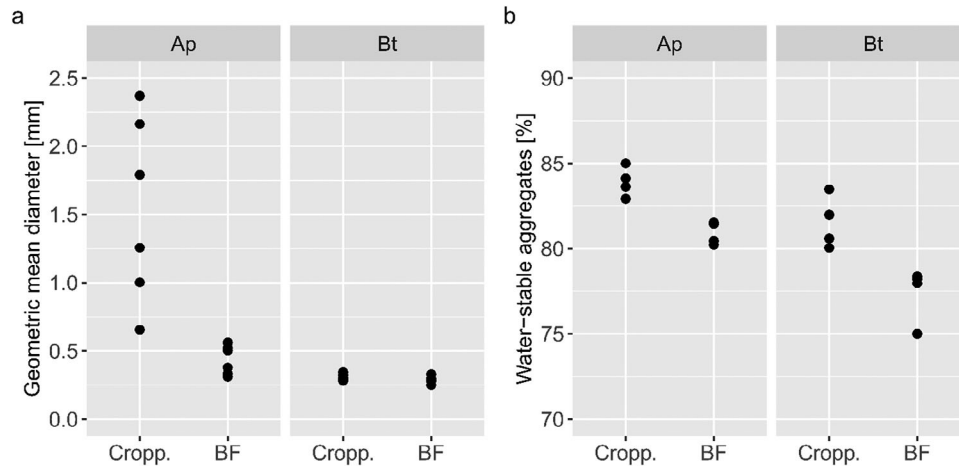 a
Ap
Bt
Geometric mean diameter [mm]
2.5
2.0
1.5
1.0
0.5
0.0
Cropp.
BF
Cropp.
BF
b
Ap
Bt
Water−stable aggregates [%]
90
85
80
75
70
Cropp.
BF
Cropp.
BF